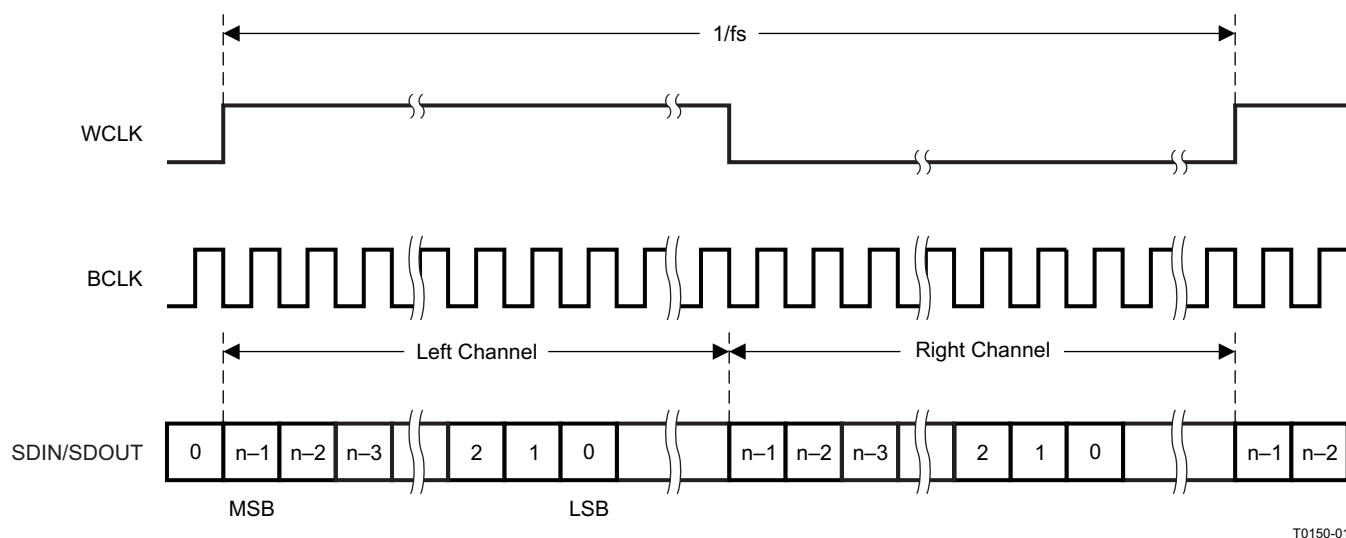 1/fs
WCLK
BCLK
Left Channel
Right Channel
SDIN/SDOUT
0 n–1 n–2 n–3 2 1 0 n–1 n–2 n–3 2 1 0 n–1 n–2
MSB LSB
T0150-01